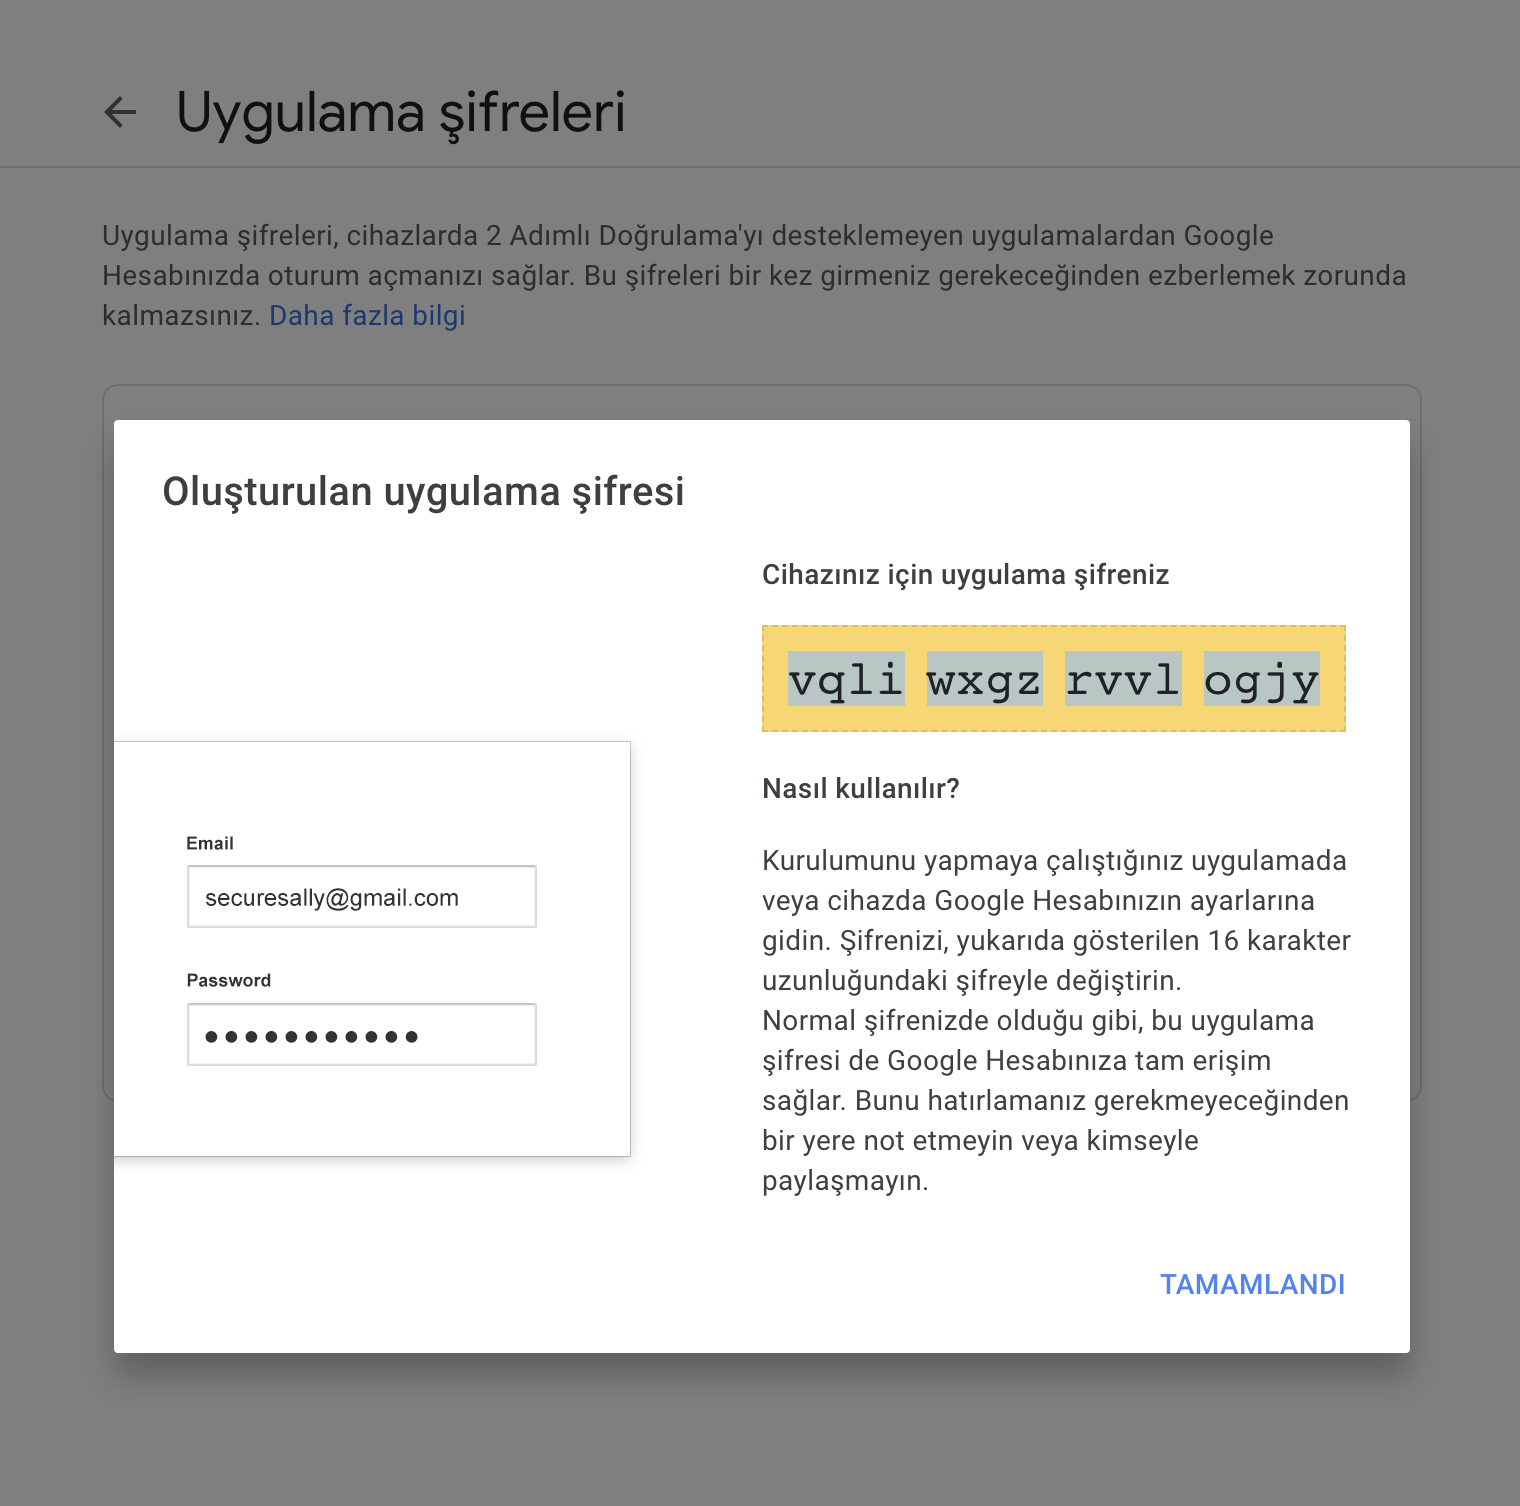 Uygulama şifreleri
Uygulama şifreleri, cihazlarda 2 Adımlı Doğrulama'yı desteklemeyen uygulamalardan Google
Hesabınızda oturum açmanızı sağlar. Bu şifreleri bir kez girmeniz gerekeceğinden ezberlemek zorunda
kalmazsınız. Daha fazla bilgi
Oluşturulan uygulama şifresi
Email
securesally@gmail.com
Password
Cihazınız için uygulama şifreniz
vqli wxgz rvvl ogjy
Nasıl kullanılır?
Kurulumunu yapmaya çalıştığınız uygulamada
veya cihazda Google Hesabınızın ayarlarına
gidin. Şifrenizi, yukarıda gösterilen 16 karakter
uzunluğundaki şifreyle değiştirin.
Normal şifrenizde olduğu gibi, bu uygulama
şifresi de Google Hesabınıza tam erişim
sağlar. Bunu hatırlamanız gerekmeyeceğinden
bir yere not etmeyin veya kimseyle
paylaşmayın.
TAMAMLANDI